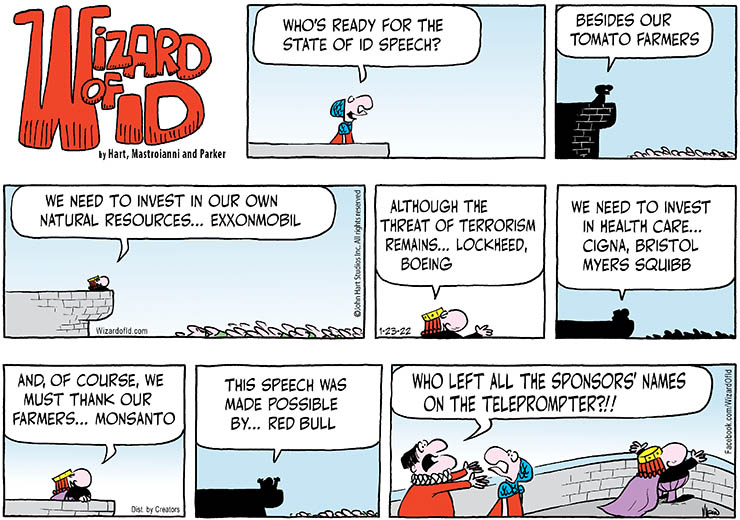 WIZARD
OF
ID
by Hart, Mastroianni and Parker
WHO'S READY FOR THE
STATE OF ID SPEECH?
BESIDES OUR
TOMATO FARMERS
WE NEED TO INVEST IN OUR OWN
NATURAL RESOURCES... EXXONMOBIL
Wizardofid.com
©John Hart Studios Inc. All rights reserved
ALTHOUGH THE
THREAT OF TERRORISM
REMAINS... LOCKHEED,
BOEING
1-23-22
WE NEED TO INVEST
IN HEALTH CARE...
CIGNA, BRISTOL
MYERS SQUIBB
AND, OF COURSE, WE
MUST THANK OUR
FARMERS... MONSANTO
Dist. by Creators
THIS SPEECH WAS
MADE POSSIBLE
BY... RED BULL
WHO LEFT ALL THE SPONSORS' NAMES
ON THE TELEPROMPTER?!!
Facebook.com/WizardOfId